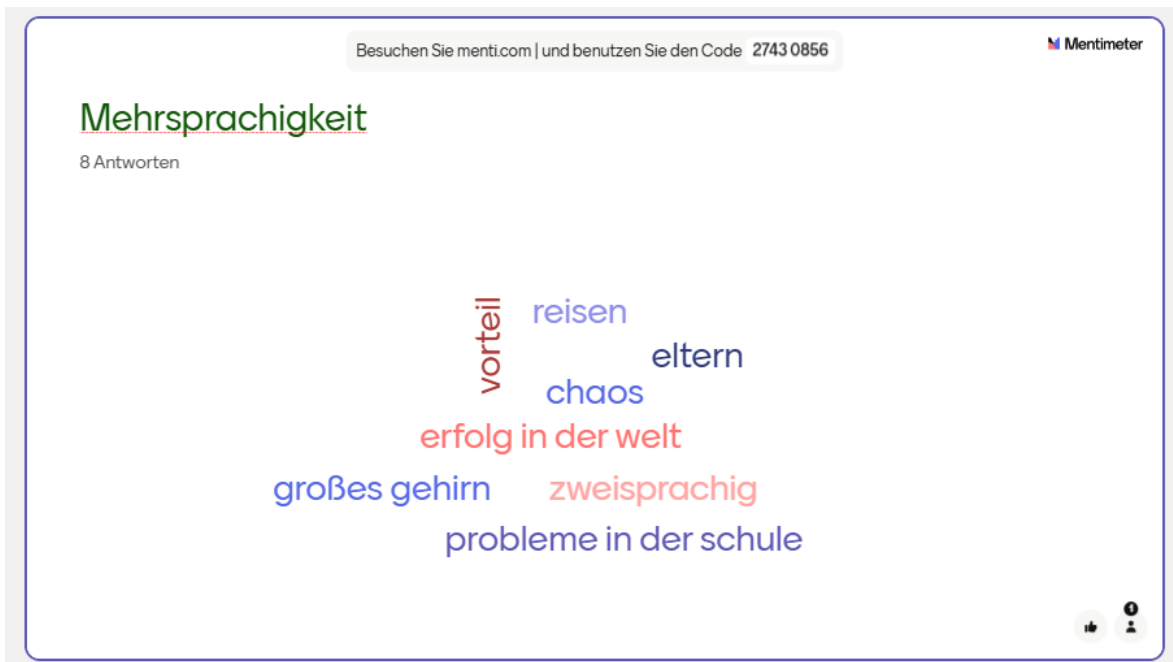 Besuchen Sie menti.com | und benutzen Sie den Code 2743 0856
Mentimeter
Mehrsprachigkeit
8 Antworten
vorteil
reisen
eltern
chaos
erfolg in der welt
großes gehirn
zweisprachig
probleme in der schule
1